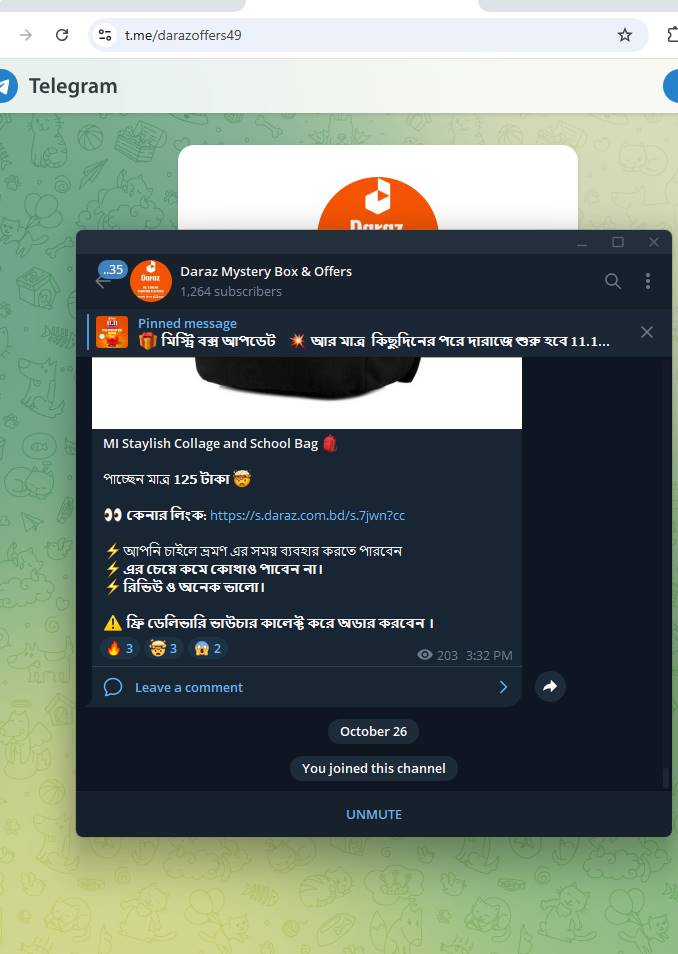 t.me/darazoffers49
Telegram
Daraz
..35
Daraz
Daraz Mystery Box & Offers
1,264 subscribers
Pinned message
🎁 মিস্ট্রি বক্স আপডেট 💥 আর মাত্র কিছুদিনের পরে দারাজে শুরু হবে 11.1...
MI Staylish Collage and School Bag 🎒
পাচ্ছেন মাত্র 125 টাকা 🤯
👀 কেনার লিংক: https://s.daraz.com.bd/s.7jwn?cc
⚡ আপনি চাইলে ভ্রমণ এর সময় ব্যবহার করতে পারবেন
⚡ এর চেয়ে কমে কোথাও পাবেন না।
⚡ রিভিউ ও অনেক ভালো।
⚠️ ফ্রি ডেলিভারি ভাউচার কালেক্ট করে অডার করবেন ।
🔥 3 🤯 3 😱 2
203 3:32 PM
Leave a comment
October 26
You joined this channel
UNMUTE